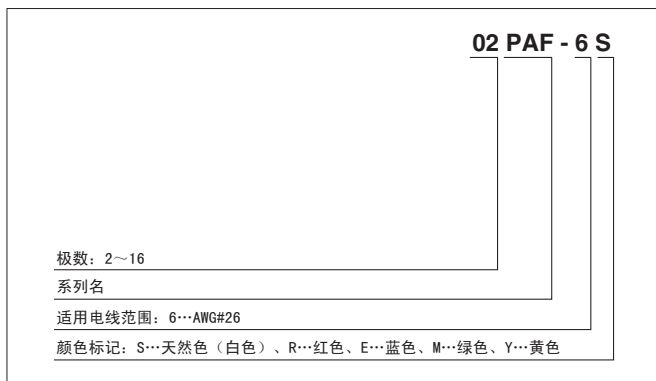 02 PAF - 6 S
极数：2～16
系列名
适用电线范围：6…AWG#26
颜色标记：S…天然色（白色）、R…红色、E…蓝色、M…绿色、Y…黄色